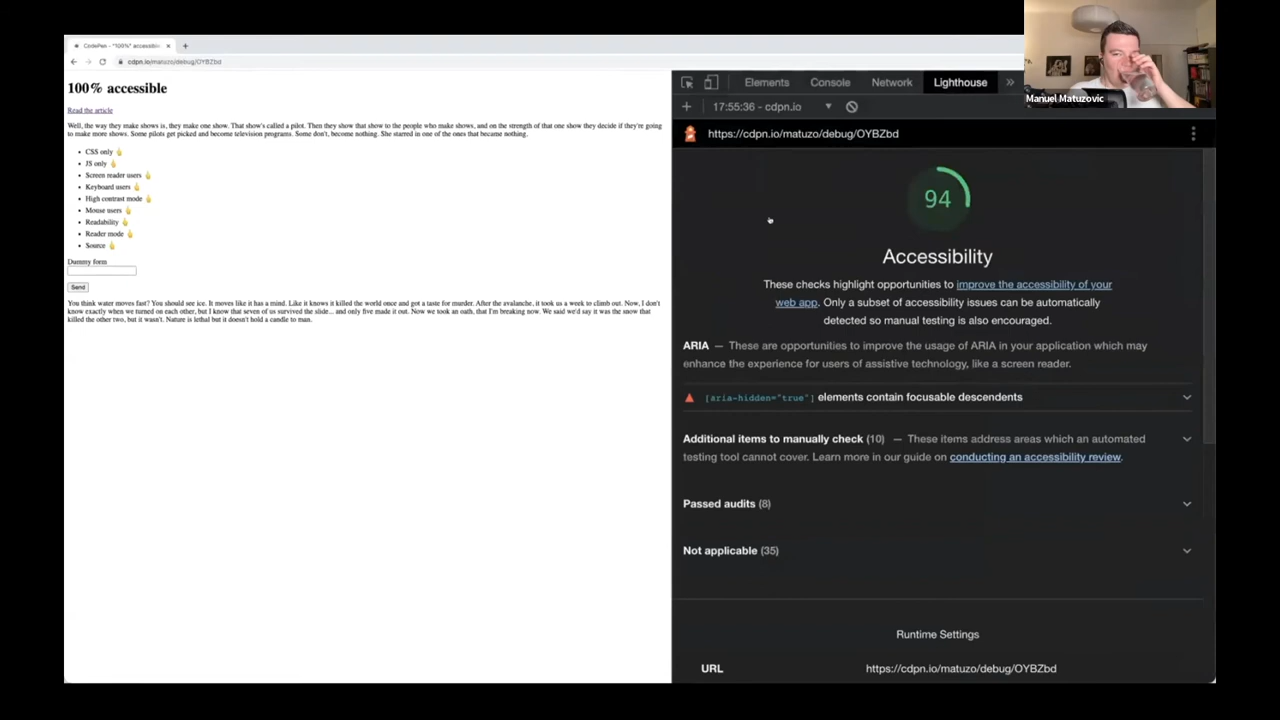 CodePen - "100%" accessible
cdpn.io/matuzo/debug/OYBZbd
100% accessible
Read the article
Well, the way they make shows is, they make one show. That show's called a pilot. Then they show that show to the people who make shows, and on the strength of that one show they decide if they're going
to make more shows. Some pilots get picked and become television programs. Some don't, become nothing. She starred in one of the ones that became nothing.
CSS only
JS only
Screen reader users
Keyboard users
High contrast mode
Mouse users
Readability
Reader mode
Source
Dummy form
Send
You think water moves fast? You should see ice. It moves like it has a mind. Like it knows it killed the world once and got a taste for murder. After the avalanche, it took us a week to climb out. Now, I don't
know exactly when we turned on each other, but I know that seven of us survived the slide... and only five made it out. Now we took an oath, that I'm breaking now. We said we'd say it was the snow that
killed the other two, but it wasn't. Nature is lethal but it doesn't hold a candle to man.
Elements Console Network Lighthouse »
17:55:36 - cdpn.io
https://cdpn.io/matuzo/debug/OYBZbd
94
Accessibility
These checks highlight opportunities to improve the accessibility of your
web app. Only a subset of accessibility issues can be automatically
detected so manual testing is also encouraged.
ARIA — These are opportunities to improve the usage of ARIA in your application which may
enhance the experience for users of assistive technology, like a screen reader.
[aria-hidden="true"] elements contain focusable descendents
Additional items to manually check (10) — These items address areas which an automated
testing tool cannot cover. Learn more in our guide on conducting an accessibility review.
Passed audits (8)
Not applicable (35)
Runtime Settings
URL https://cdpn.io/matuzo/debug/OYBZbd
Manuel Matuzovic